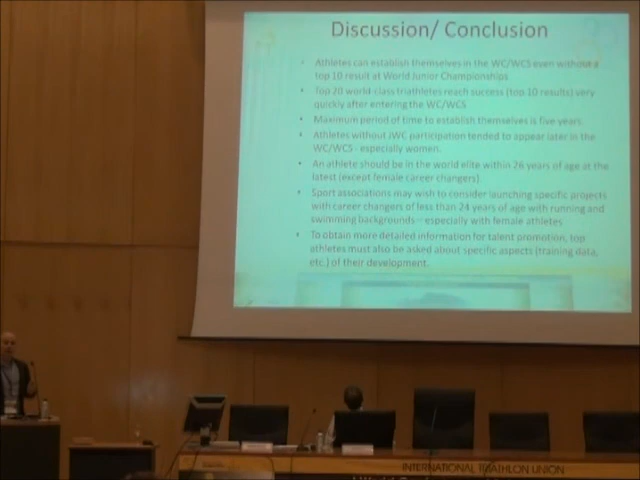 Discussion/ Conclusion
• Athletes can establish themselves in the WC/WCS even without a
top 10 result at World Junior Championships
• Top 20 world-class triathletes reach success (top 10 results) very
quickly after entering the WC/WCS
• Maximum period of time to establish themselves is five years
• Athletes without JWC participation tended to appear later in the
WC/WCS - especially women.
• An athlete should be in the world elite within 26 years of age at the
latest (except female career changers)
• Sport associations may wish to consider launching specific projects
with career changers of less than 24 years of age with running and
swimming backgrounds – especially with female athletes
• To obtain more detailed information for talent promotion, top
athletes must also be asked about specific aspects (training data,
etc.) of their development.
INTERNATIONAL TRIATHLON UNION